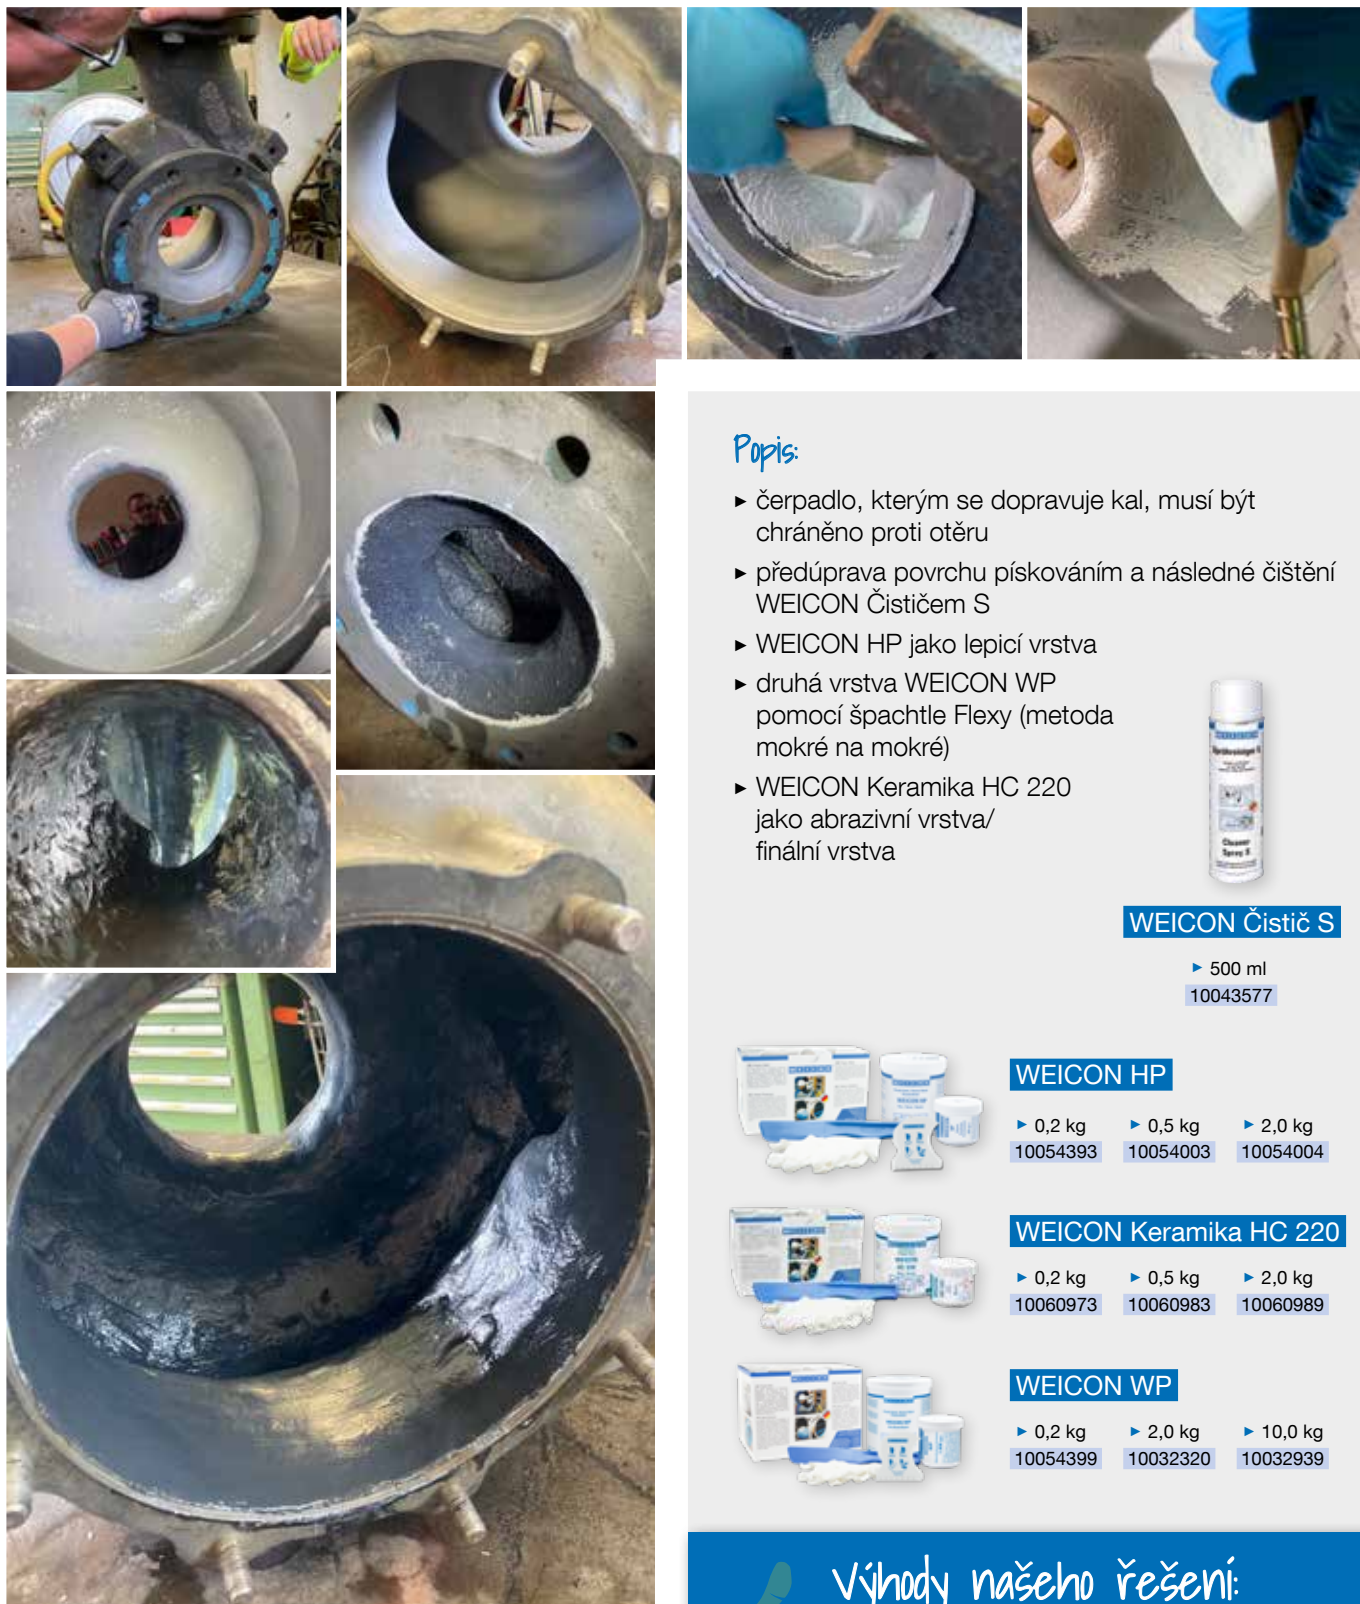 Popis:
► čerpadlo, kterým se dopravuje kal, musí být
chráněno proti otěru
► předúprava povrchu pískováním a následné čištění
WEICON Čističem S
► WEICON HP jako lepicí vrstva
► druhá vrstva WEICON WP
pomocí špachtle Flexy (metoda
mokré na mokré)
► WEICON Keramika HC 220
jako abrazivní vrstva/
finální vrstva
Cleaner
Spray S
WEICON Čistič S
► 500 ml
10043577
WEICON HP
► 0,2 kg ► 0,5 kg ► 2,0 kg
10054393 10054003 10054004
WEICON Keramika HC 220
► 0,2 kg ► 0,5 kg ► 2,0 kg
10060973 10060983 10060989
WEICON WP
► 0,2 kg ► 2,0 kg ► 10,0 kg
10054399 10032320 10032939
Výhody našeho řešení: